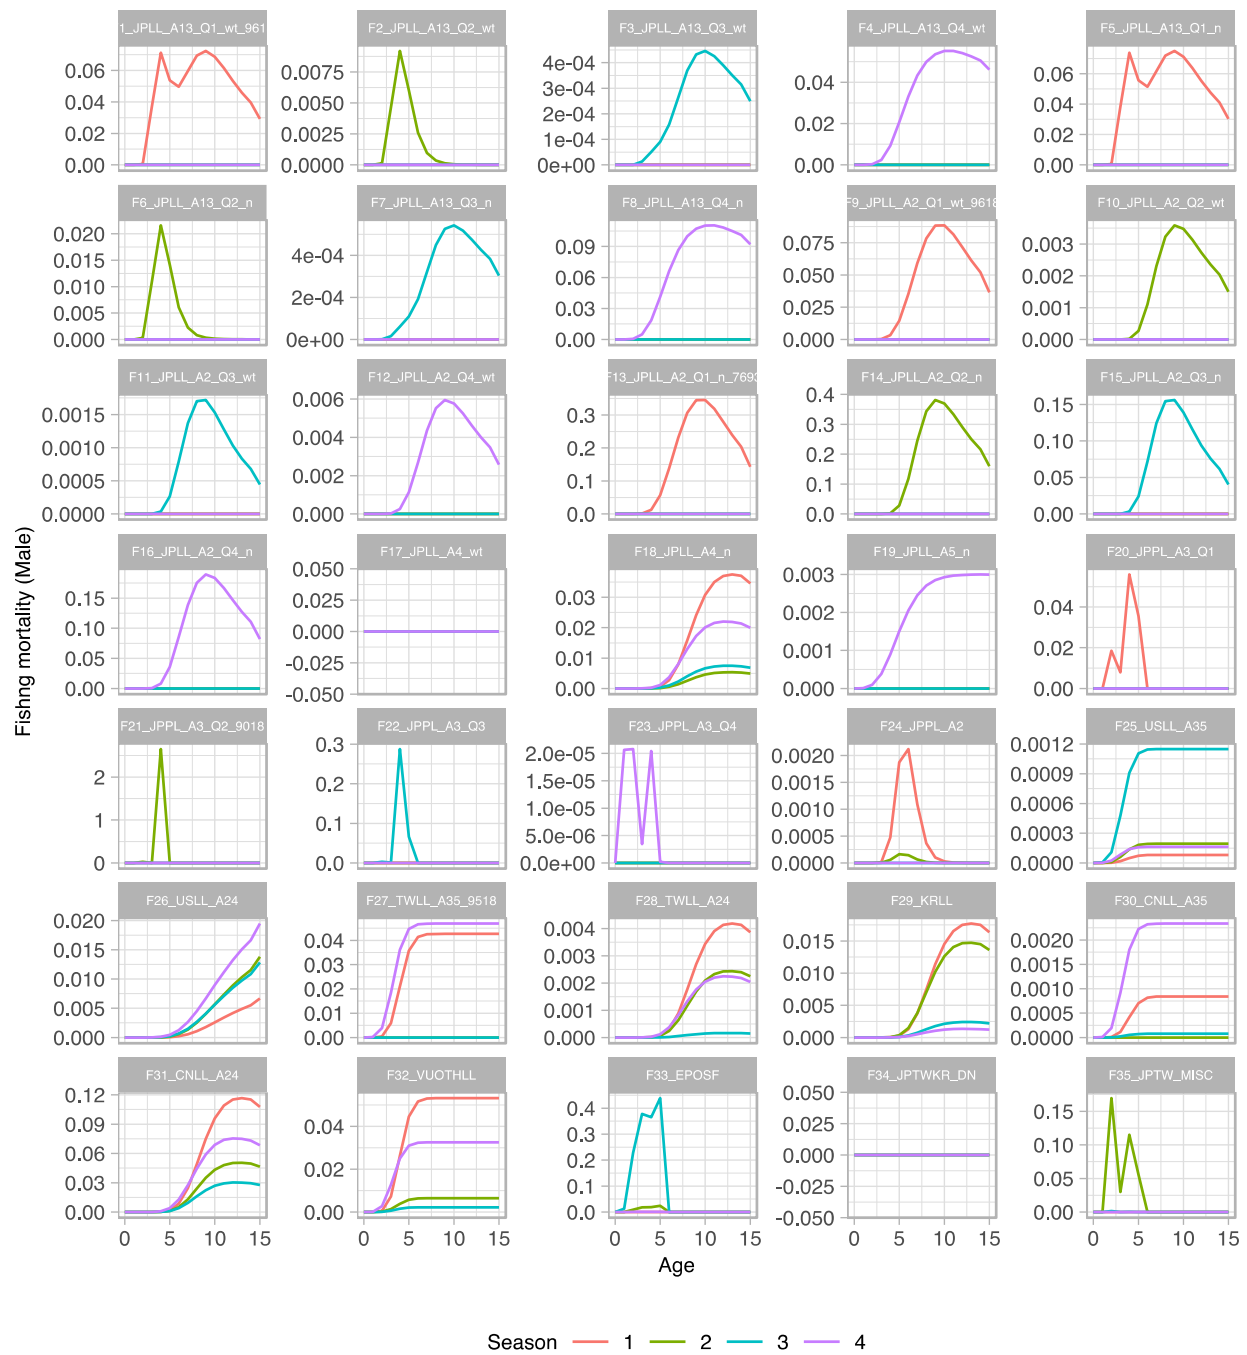 1_JPLL_A13_Q1_wt_961
F2_JPLL_A13_Q2_wt
F3_JPLL_A13_Q3_wt
F4_JPLL_A13_Q4_wt
F5_JPLL_A13_Q1_n
0.06
0.04
0.02
0.00
0.0075
0.0050
0.0025
0.0000
4e-04
3e-04
2e-04
1e-04
0e+00
0.04
0.02
0.00
0.06
0.04
0.02
0.00
F6_JPLL_A13_Q2_n
F7_JPLL_A13_Q3_n
F8_JPLL_A13_Q4_n
F9_JPLL_A2_Q1_wt_9618
F10_JPLL_A2_Q2_wt
0.020
0.015
0.010
0.005
0.000
4e-04
2e-04
0e+00
0.09
0.06
0.03
0.00
0.075
0.050
0.025
0.000
0.003
0.002
0.001
0.000
F11_JPLL_A2_Q3_wt
F12_JPLL_A2_Q4_wt
F13_JPLL_A2_Q1_n_7693
F14_JPLL_A2_Q2_n
F15_JPLL_A2_Q3_n
0.0015
0.0010
0.0005
0.0000
0.006
0.004
0.002
0.000
0.3
0.2
0.1
0.0
0.4
0.3
0.2
0.1
0.0
0.15
0.10
0.05
0.00
F16_JPLL_A2_Q4_n
F17_JPLL_A4_wt
F18_JPLL_A4_n
F19_JPLL_A5_n
F20_JPPL_A3_Q1
0.15
0.10
0.05
0.00
0.050
0.025
0.000
-0.025
-0.050
0.03
0.02
0.01
0.00
0.003
0.002
0.001
0.000
0.04
0.02
0.00
F21_JPPL_A3_Q2_9018
F22_JPPL_A3_Q3
F23_JPPL_A3_Q4
F24_JPPL_A2
F25_USLL_A35
2
1
0
0.3
0.2
0.1
0.0
2.0e-05
1.5e-05
1.0e-05
5.0e-06
0.0e+00
0.0020
0.0015
0.0010
0.0005
0.0000
0.0012
0.0009
0.0006
0.0003
0.0000
F26_USLL_A24
F27_TWLL_A35_9518
F28_TWLL_A24
F29_KRLL
F30_CNLL_A35
0.020
0.015
0.010
0.005
0.000
0.04
0.03
0.02
0.01
0.00
0.004
0.003
0.002
0.001
0.000
0.015
0.010
0.005
0.000
0.0020
0.0015
0.0010
0.0005
0.0000
F31_CNLL_A24
F32_VUOTHLL
F33_EPOSF
F34_JPTWKR_DN
F35_JPTW_MISC
0.12
0.09
0.06
0.03
0.00
0.04
0.02
0.00
0.4
0.3
0.2
0.1
0.0
0.050
0.025
0.000
-0.025
-0.050
0.15
0.10
0.05
0.00
0 5 10 15
0 5 10 15
0 5 10 15
0 5 10 15
0 5 10 15
Fishng mortality (Male)
Age
Season 1 2 3 4